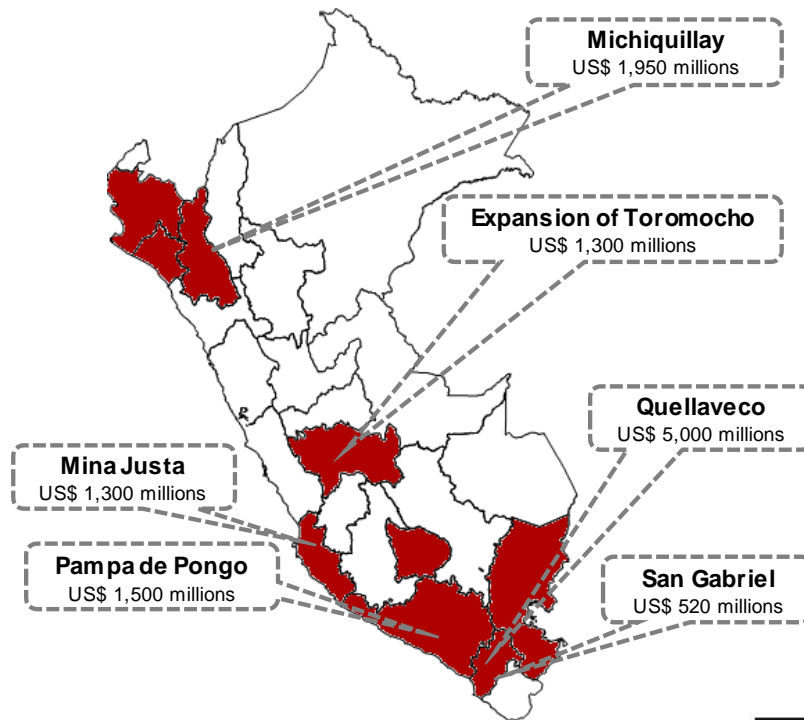 Michiquillay
US$ 1,950 millions
Expansion of Toromocho
US$ 1,300 millions
Quellaveco
US$ 5,000 millions
Mina Justa
US$ 1,300 millions
Pampa de Pongo
US$ 1,500 millions
San Gabriel
US$ 520 millions